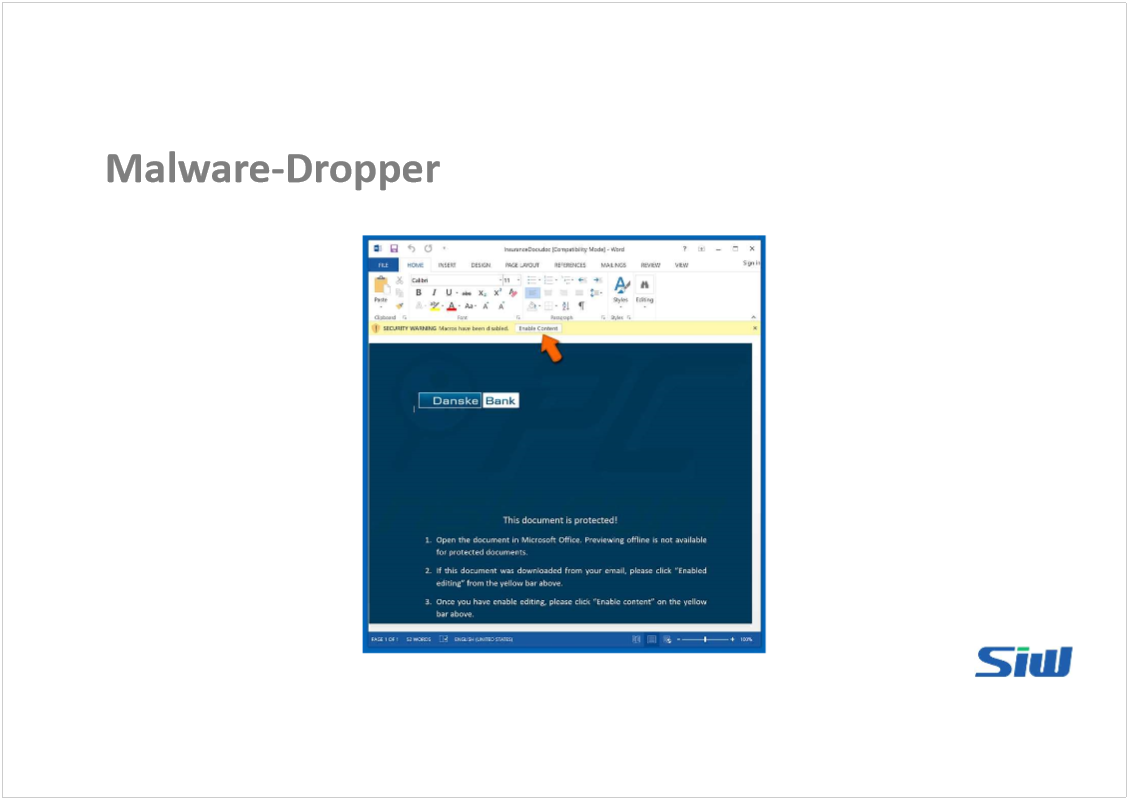 Malware-Dropper
InsuranceDocs.doc [Compatibility Mode] - Word
FILE HOME INSERT DESIGN PAGE LAYOUT REFERENCES MAILINGS REVIEW VIEW Sign in
Calibri 11
Paste B I U abc X₂ X² Styles Editing
Aa A A
Clipboard Font Paragraph Styles
SECURITY WARNING Macros have been disabled. Enable Content
Danske Bank
This document is protected!
1. Open the document in Microsoft Office. Previewing offline is not available
for protected documents.
2. If this document was downloaded from your email, please click “Enabled
editing” from the yellow bar above.
3. Once you have enable editing, please click “Enable content” on the yellow
bar above.
PAGE 1 OF 1 52 WORDS ENGLISH (UNITED STATES) 100%
SiW